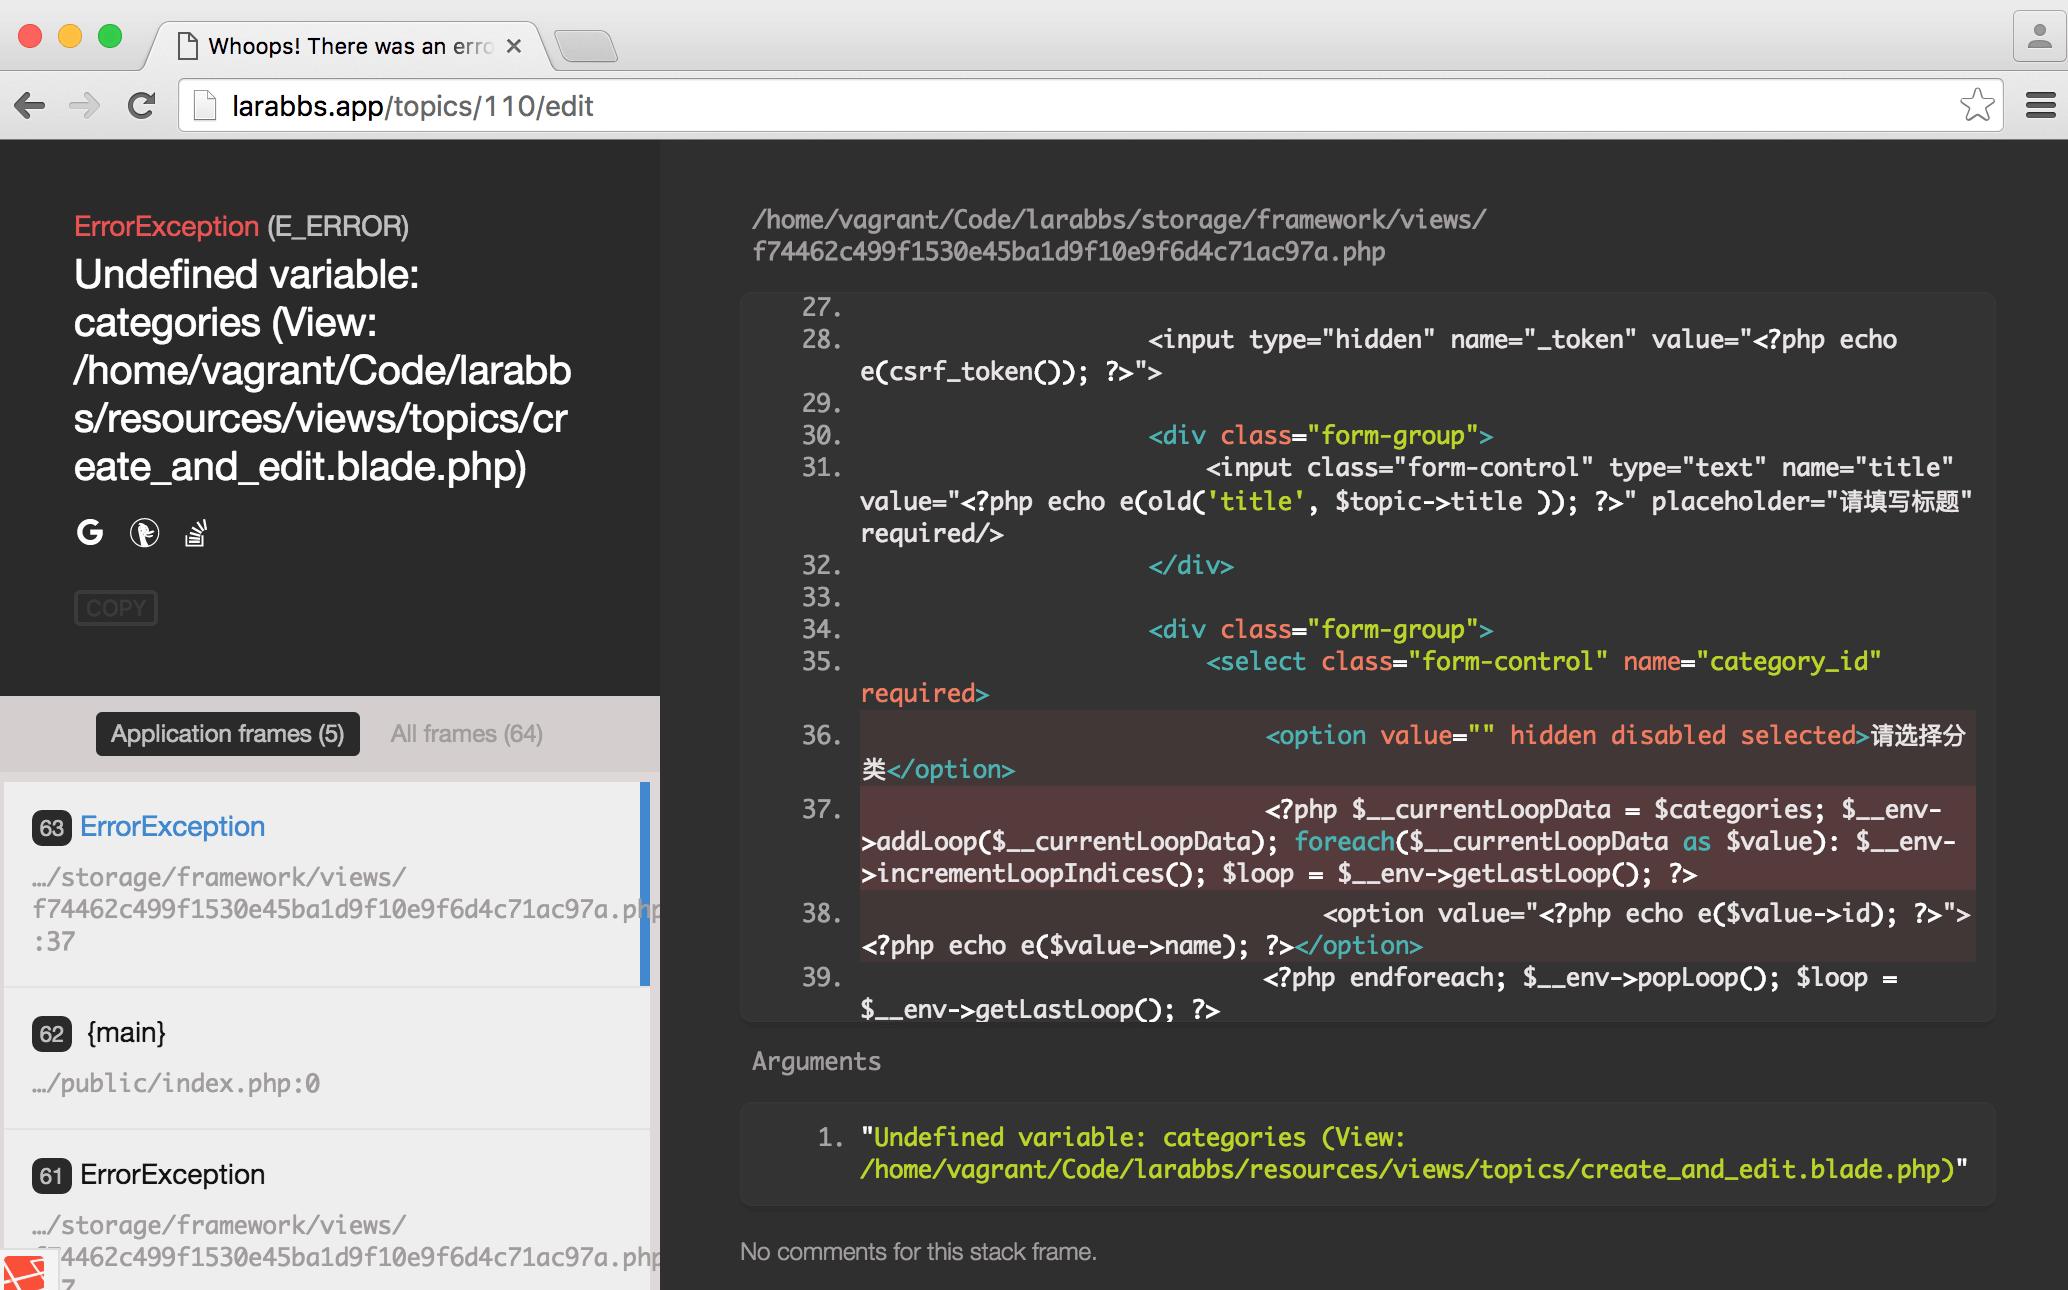 Whoops! There was an erro
larabbs.app/topics/110/edit
ErrorException (E_ERROR)
Undefined variable:
categories (View:
/home/vagrant/Code/larabb
s/resources/views/topics/cr
eate_and_edit.blade.php)
COPY
Application frames (5) All frames (64)
63 ErrorException
…/storage/framework/views/
f74462c499f1530e45ba1d9f10e9f6d4c71ac97a.php
:37
62 {main}
…/public/index.php:0
61 ErrorException
…/storage/framework/views/
f74462c499f1530e45ba1d9f10e9f6d4c71ac97a.php
/home/vagrant/Code/larabbs/storage/framework/views/
f74462c499f1530e45ba1d9f10e9f6d4c71ac97a.php
27.
28. <input type="hidden" name="_token" value="<?php echo
e(csrf_token()); ?>">
29.
30. <div class="form-group">
31. <input class="form-control" type="text" name="title"
value="<?php echo e(old('title', $topic->title )); ?>" placeholder="请填写标题"
required/>
32. </div>
33.
34. <div class="form-group">
35. <select class="form-control" name="category_id"
required>
36. <option value="" hidden disabled selected>请选择分
类</option>
37. <?php $__currentLoopData = $categories; $__env-
>addLoop($__currentLoopData); foreach($__currentLoopData as $value): $__env-
>incrementLoopIndices(); $loop = $__env->getLastLoop(); ?>
38. <option value="<?php echo e($value->id); ?>">
<?php echo e($value->name); ?></option>
39. <?php endforeach; $__env->popLoop(); $loop =
$__env->getLastLoop(); ?>
Arguments
1. "Undefined variable: categories (View:
/home/vagrant/Code/larabbs/resources/views/topics/create_and_edit.blade.php)"
No comments for this stack frame.